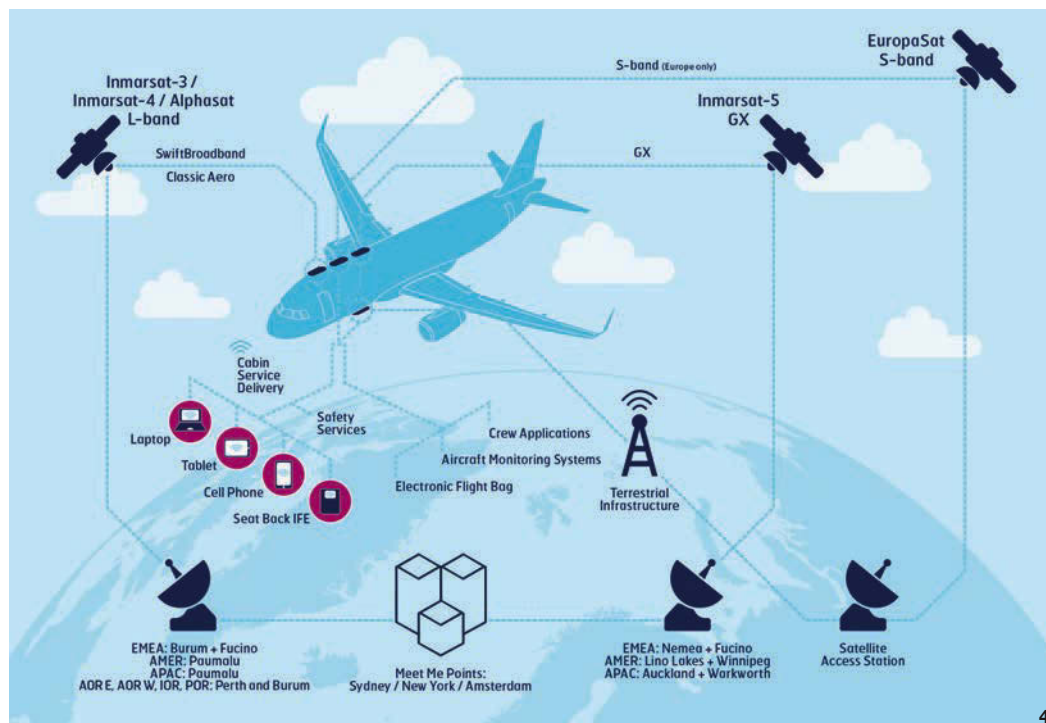 EuropaSat
S-band
S-band (Europe only)
Inmarsat-3 /
Inmarsat-4 / Alphasat
L-band
Inmarsat-5
GX
SwiftBroadband
Classic Aero
GX
Cabin
Service
Delivery
Laptop
Tablet
Cell Phone
Seat Back IFE
Safety
Services
Crew Applications
Aircraft Monitoring Systems
Electronic Flight Bag
Terrestrial
Infrastructure
EMEA: Burum + Fucino
AMER: Paumalu
APAC: Paumalu
AOR E, AOR W, IOR, POR: Perth and Burum
Meet Me Points:
Sydney / New York / Amsterdam
EMEA: Nemea + Fucino
AMER: Lino Lakes + Winnipeg
APAC: Auckland + Warkworth
Satellite
Access Station
4